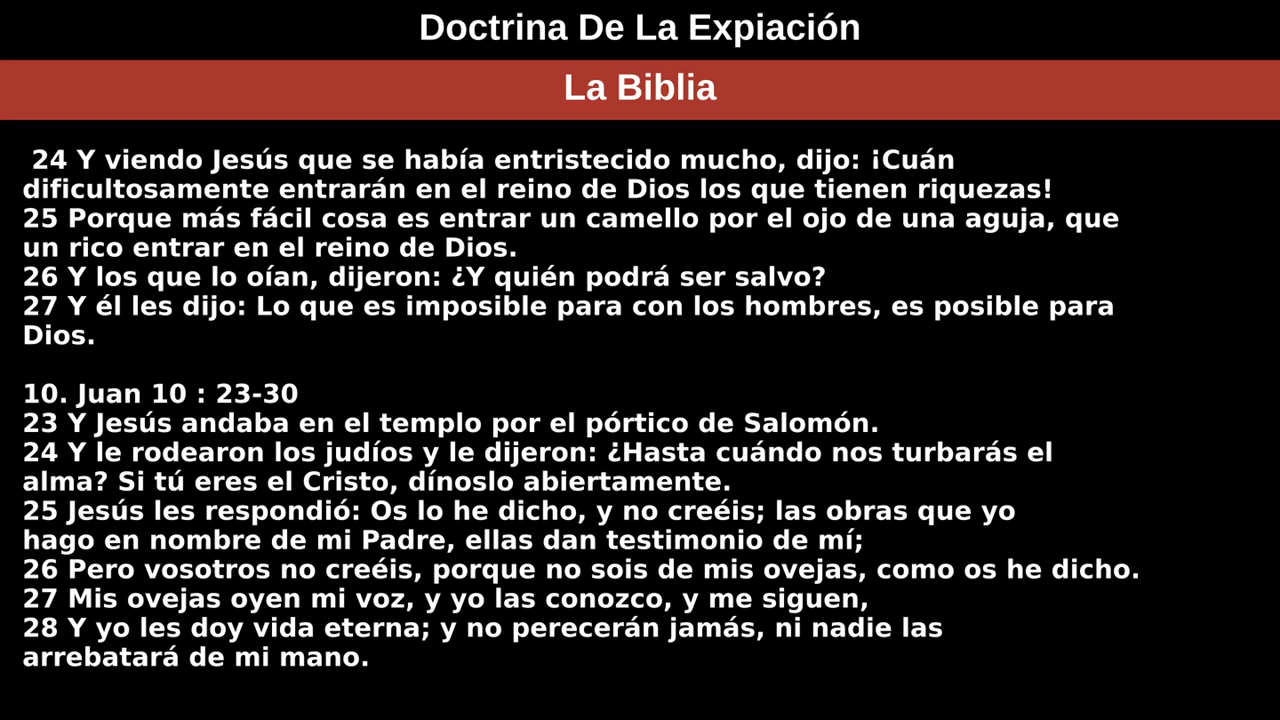 Doctrina De La Expiación
La Biblia
24 Y viendo Jesús que se había entristecido mucho, dijo: ¡Cuán
dificultosamente entrarán en el reino de Dios los que tienen riquezas!
25 Porque más fácil cosa es entrar un camello por el ojo de una aguja, que
un rico entrar en el reino de Dios.
26 Y los que lo oían, dijeron: ¿Y quién podrá ser salvo?
27 Y él les dijo: Lo que es imposible para con los hombres, es posible para
Dios.
10. Juan 10 : 23-30
23 Y Jesús andaba en el templo por el pórtico de Salomón.
24 Y le rodearon los judíos y le dijeron: ¿Hasta cuándo nos turbarás el
alma? Si tú eres el Cristo, dínoslo abiertamente.
25 Jesús les respondió: Os lo he dicho, y no creéis; las obras que yo
hago en nombre de mi Padre, ellas dan testimonio de mí;
26 Pero vosotros no creéis, porque no sois de mis ovejas, como os he dicho.
27 Mis ovejas oyen mi voz, y yo las conozco, y me siguen,
28 Y yo les doy vida eterna; y no perecerán jamás, ni nadie las
arrebatará de mi mano.